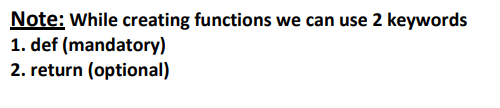 Note: While creating functions we can use 2 keywords
1. def (mandatory)
2. return (optional)